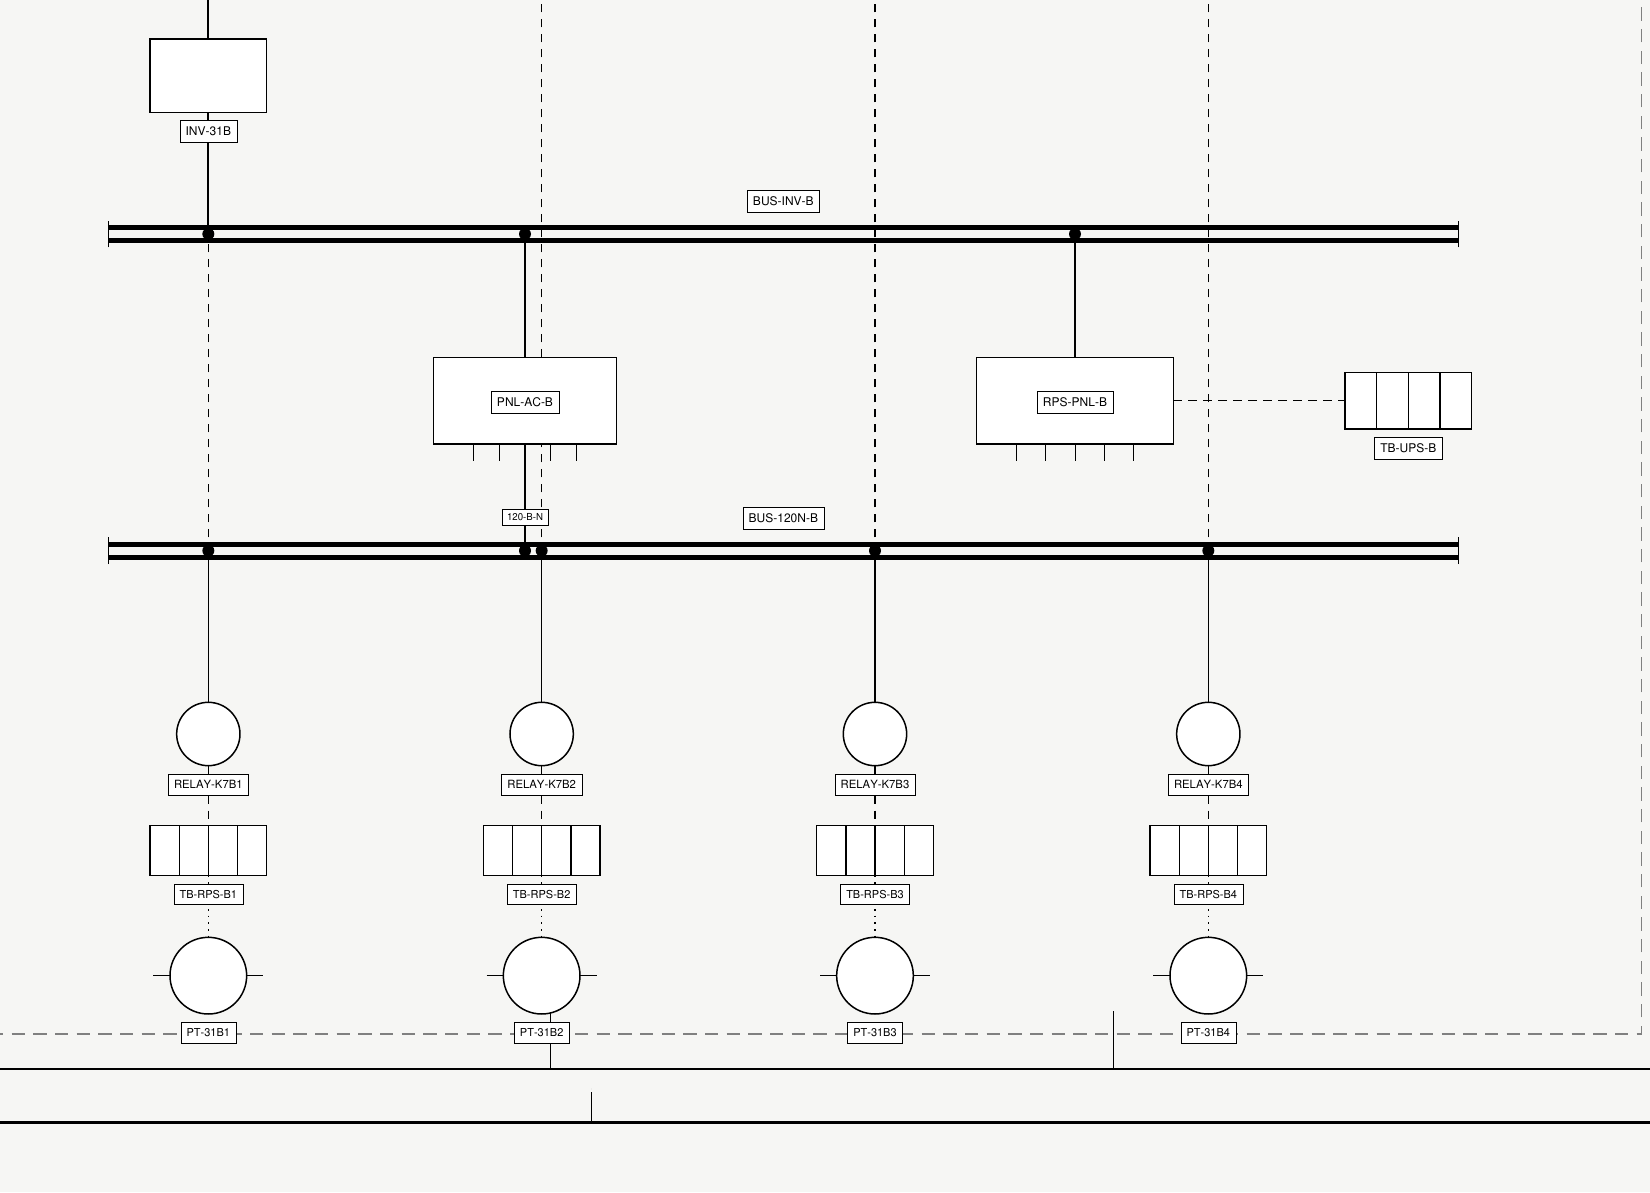 INV-31B
BUS-INV-B
PNL-AC-B
RPS-PNL-B
TB-UPS-B
120-B-N
BUS-120N-B
RELAY-K7B1
RELAY-K7B2
RELAY-K7B3
RELAY-K7B4
TB-RPS-B1
TB-RPS-B2
TB-RPS-B3
TB-RPS-B4
PT-31B1
PT-31B2
PT-31B3
PT-31B4